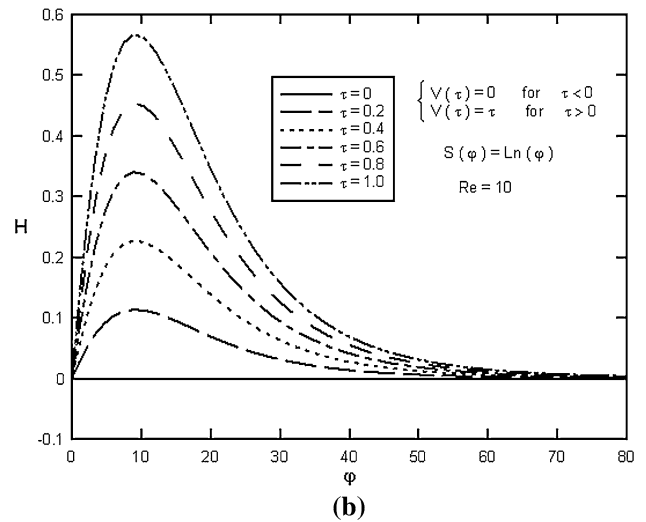 0.6
0.5
0.4
0.3
0.2
0.1
0
-0.1
H
τ = 0
τ = 0.2
τ = 0.4
τ = 0.6
τ = 0.8
τ = 1.0
V(τ) = 0 for τ < 0
V(τ) = τ for τ > 0
S(φ) = Ln(φ)
Re = 10
0 10 20 30 40 50 60 70 80
φ
(b)